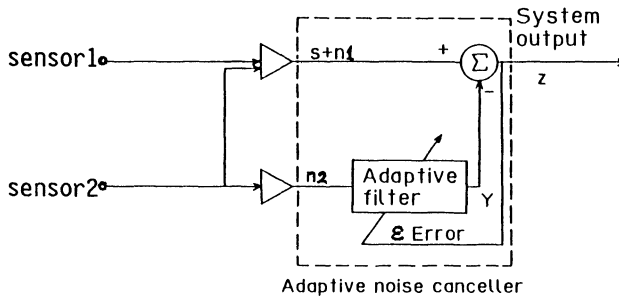 System
output
sensor1
s+n1
+
Σ
-
z
sensor2
n2
Adaptive
filter
Y
ε Error
Adaptive noise canceller